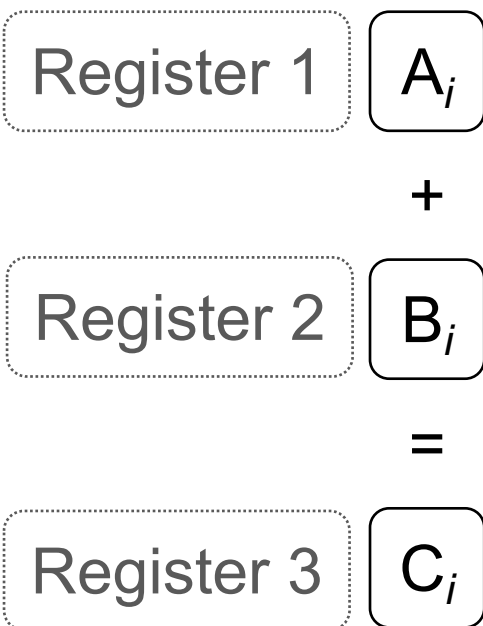 Register 1 Aᵢ
+
Register 2 Bᵢ
=
Register 3 Cᵢ